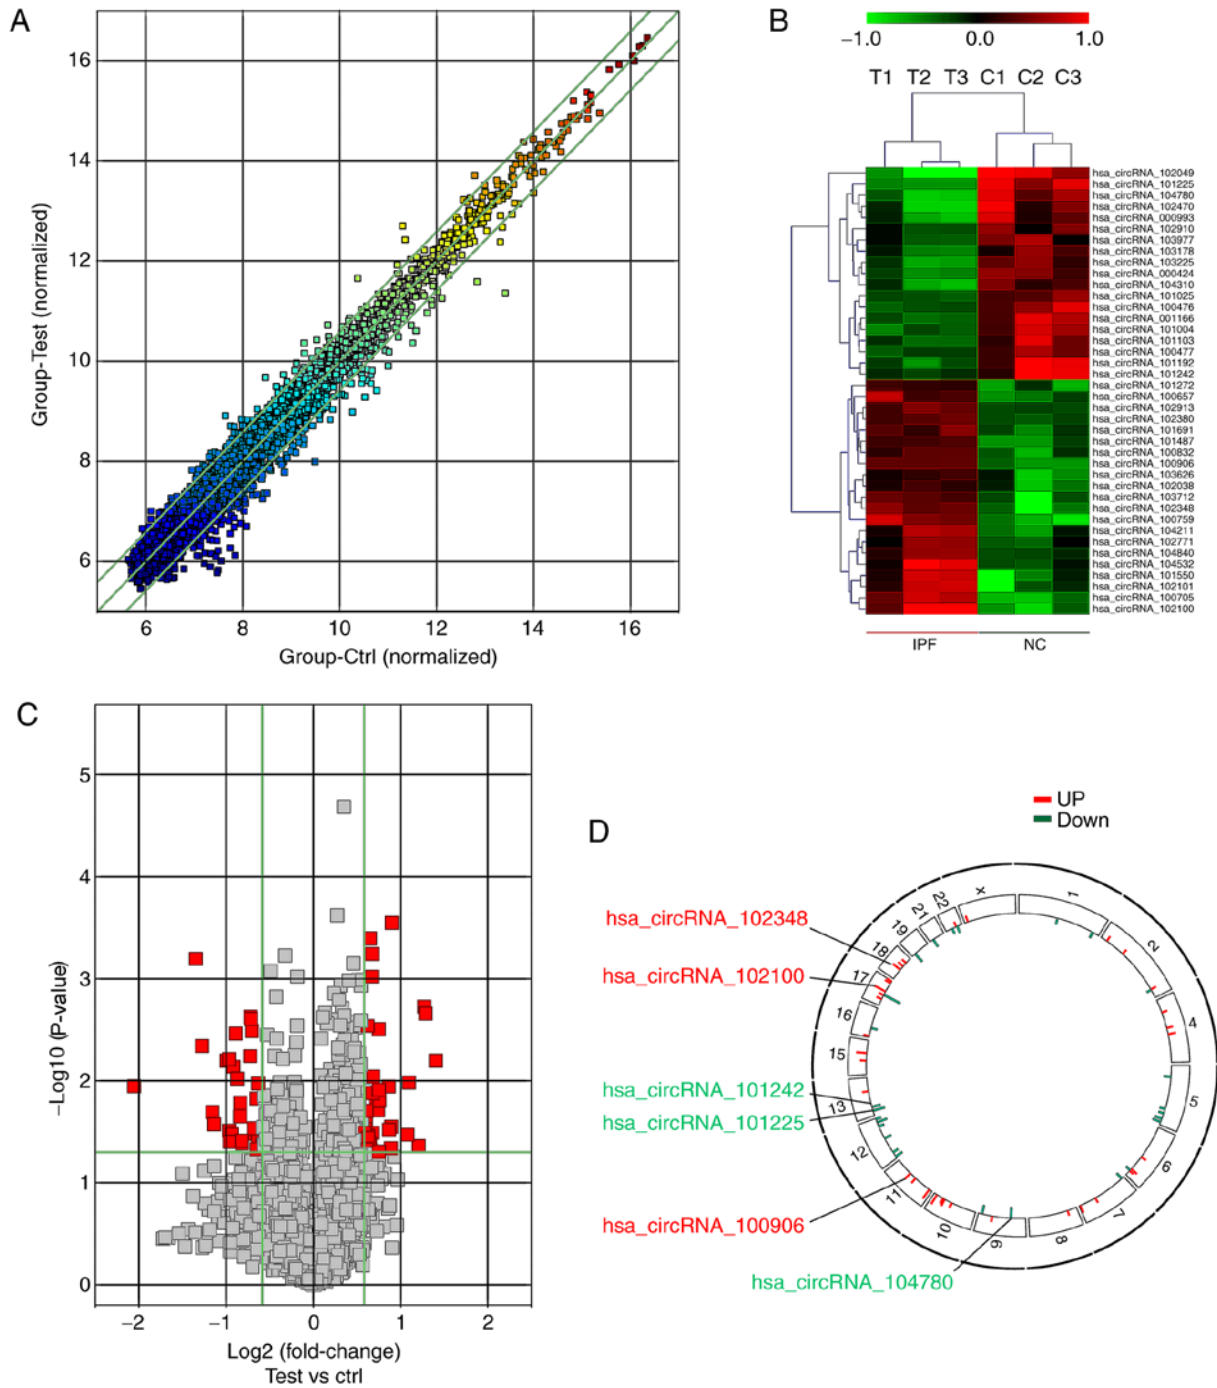 A
16
14
12
10
8
6
6
8
10
12
14
16
Group-Test (normalized)
Group-Ctrl (normalized)
B
−1.0
0.0
1.0
T1 T2 T3 C1 C2 C3
hsa_circRNA_102049
hsa_circRNA_101225
hsa_circRNA_104780
hsa_circRNA_102470
hsa_circRNA_000993
hsa_circRNA_102910
hsa_circRNA_103977
hsa_circRNA_103178
hsa_circRNA_103225
hsa_circRNA_000424
hsa_circRNA_104310
hsa_circRNA_101025
hsa_circRNA_100476
hsa_circRNA_001166
hsa_circRNA_101004
hsa_circRNA_101103
hsa_circRNA_100477
hsa_circRNA_101192
hsa_circRNA_101242
hsa_circRNA_101272
hsa_circRNA_100657
hsa_circRNA_102913
hsa_circRNA_102380
hsa_circRNA_101691
hsa_circRNA_101487
hsa_circRNA_100832
hsa_circRNA_100906
hsa_circRNA_103626
hsa_circRNA_102038
hsa_circRNA_103712
hsa_circRNA_102348
hsa_circRNA_100759
hsa_circRNA_104211
hsa_circRNA_102771
hsa_circRNA_104840
hsa_circRNA_104532
hsa_circRNA_101550
hsa_circRNA_102101
hsa_circRNA_100705
hsa_circRNA_102100
IPF
NC
C
5
4
3
2
1
0
−2
−1
0
1
2
−Log10 (P-value)
Log2 (fold-change)
Test vs ctrl
D
UP
Down
hsa_circRNA_102348
hsa_circRNA_102100
hsa_circRNA_101242
hsa_circRNA_101225
hsa_circRNA_100906
hsa_circRNA_104780
1
2
4
5
6
7
8
9
10
11
12
13
15
16
17
18
19
21
22
X